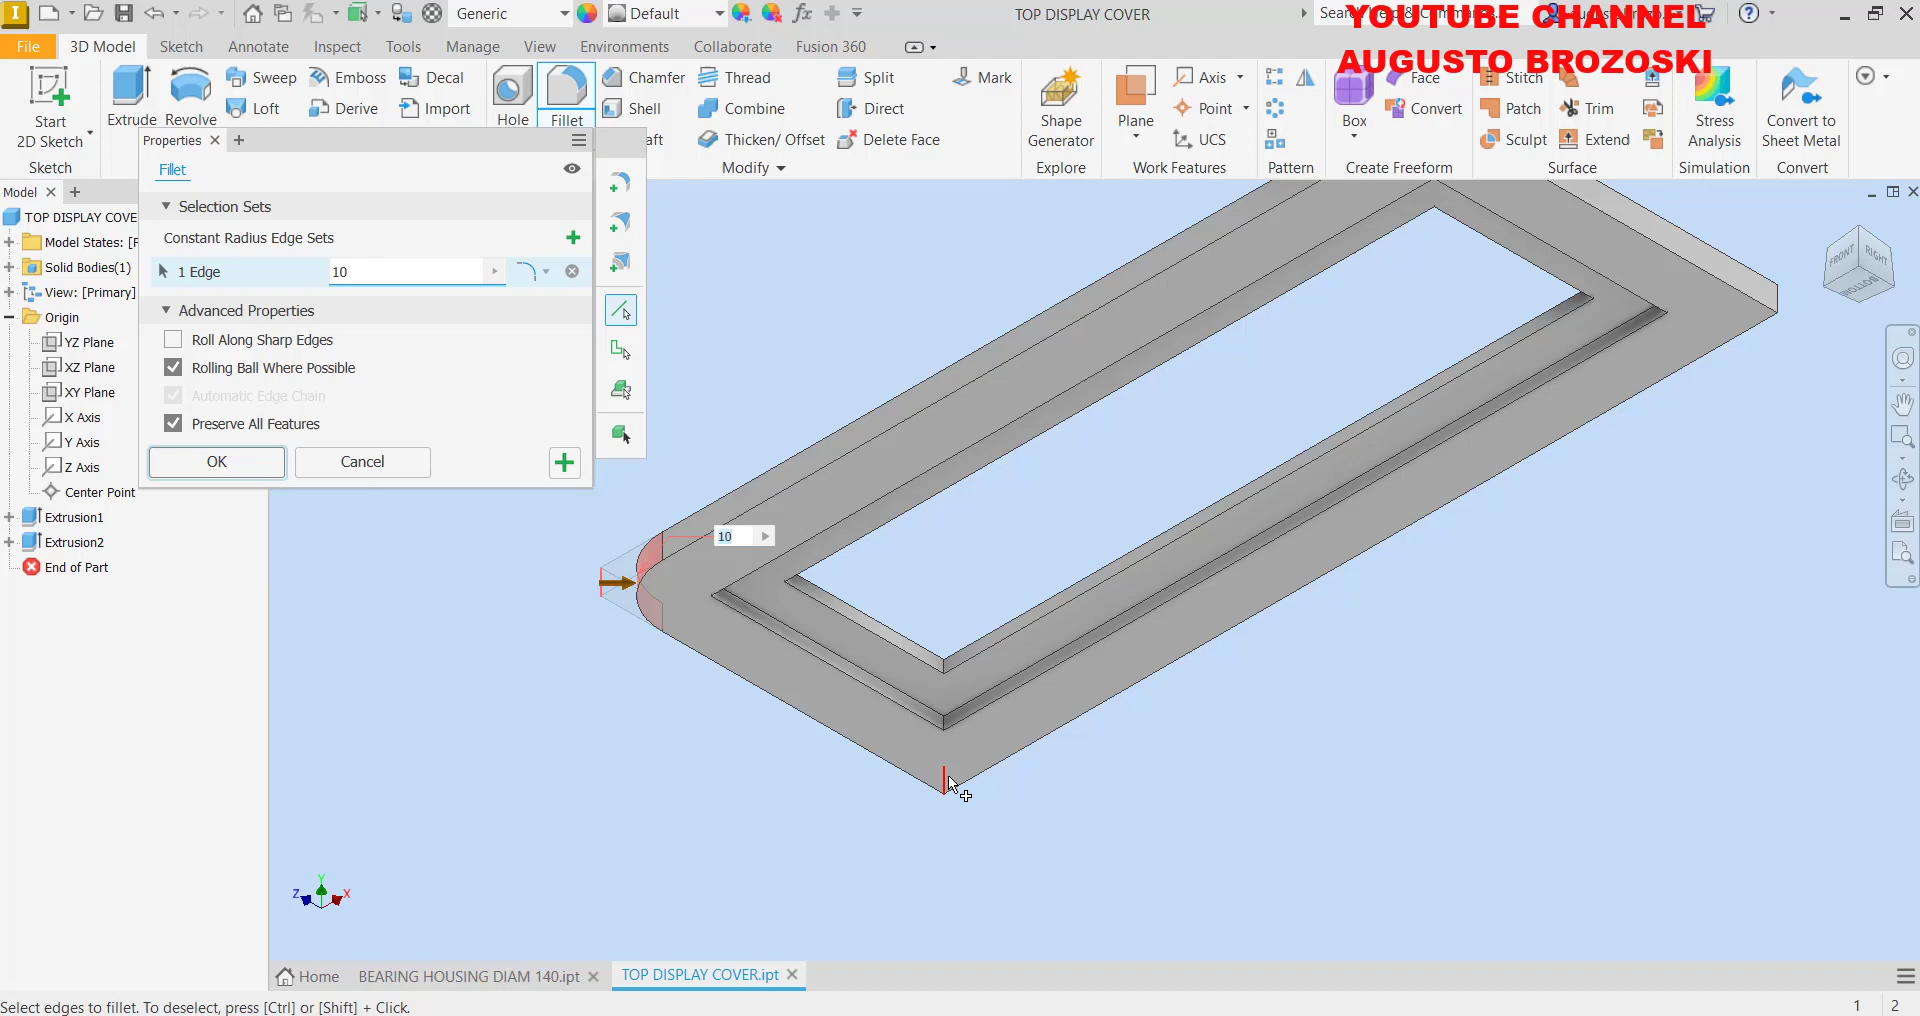 Generic
Default
TOP DISPLAY COVER
YOUTUBE CHANNEL
AUGUSTO BROZOSKI
File
3D Model
Sketch
Annotate
Inspect
Tools
Manage
View
Environments
Collaborate
Fusion 360
Start
2D Sketch
Sketch
Extrude
Revolve
Sweep
Loft
Emboss
Derive
Decal
Import
Hole
Fillet
Chamfer
Shell
Thread
Combine
Thicken/ Offset
Split
Direct
Delete Face
Mark
Modify
Shape
Generator
Explore
Plane
Axis
Point
UCS
Work Features
Pattern
Box
Face
Convert
Create Freeform
Stitch
Patch
Sculpt
Trim
Extend
Surface
Stress
Analysis
Simulation
Convert to
Sheet Metal
Convert
Properties
Fillet
Selection Sets
Constant Radius Edge Sets
1 Edge
10
Advanced Properties
Roll Along Sharp Edges
Rolling Ball Where Possible
Automatic Edge Chain
Preserve All Features
OK
Cancel
Model
TOP DISPLAY COVE
Model States:
Solid Bodies(1)
View: [Primary]
Origin
YZ Plane
XZ Plane
XY Plane
X Axis
Y Axis
Z Axis
Center Point
Extrusion1
Extrusion2
End of Part
10
FRONT
RIGHT
BOTTOM
Z
Y
X
Home
BEARING HOUSING DIAM 140.ipt
TOP DISPLAY COVER.ipt
Select edges to fillet. To deselect, press [Ctrl] or [Shift] + Click.
1
2